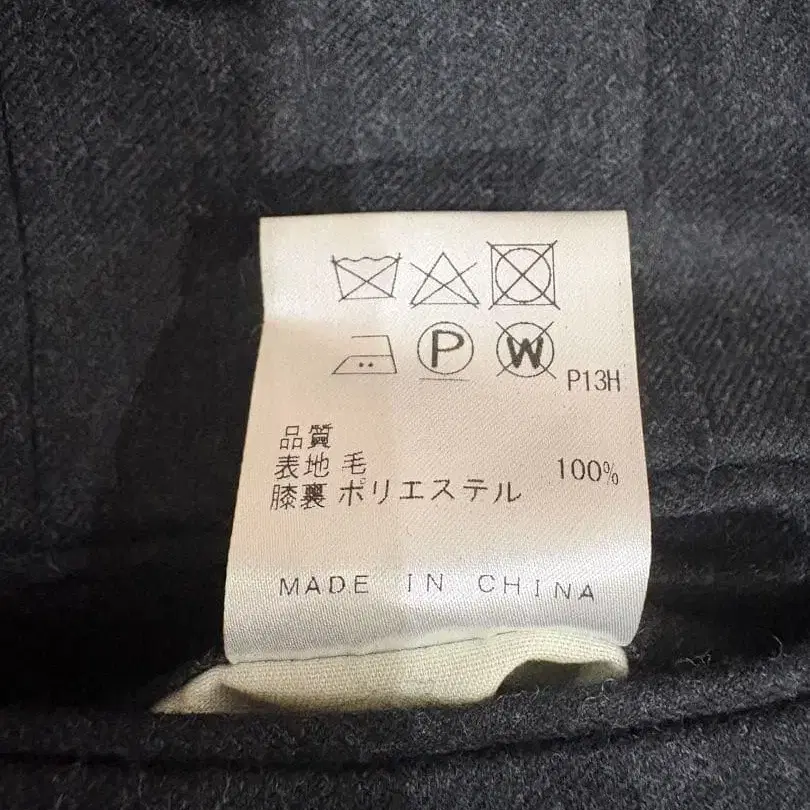 P
W
P13H
品質
表地 毛 100%
膝裏 ポリエステル
MADE IN CHINA